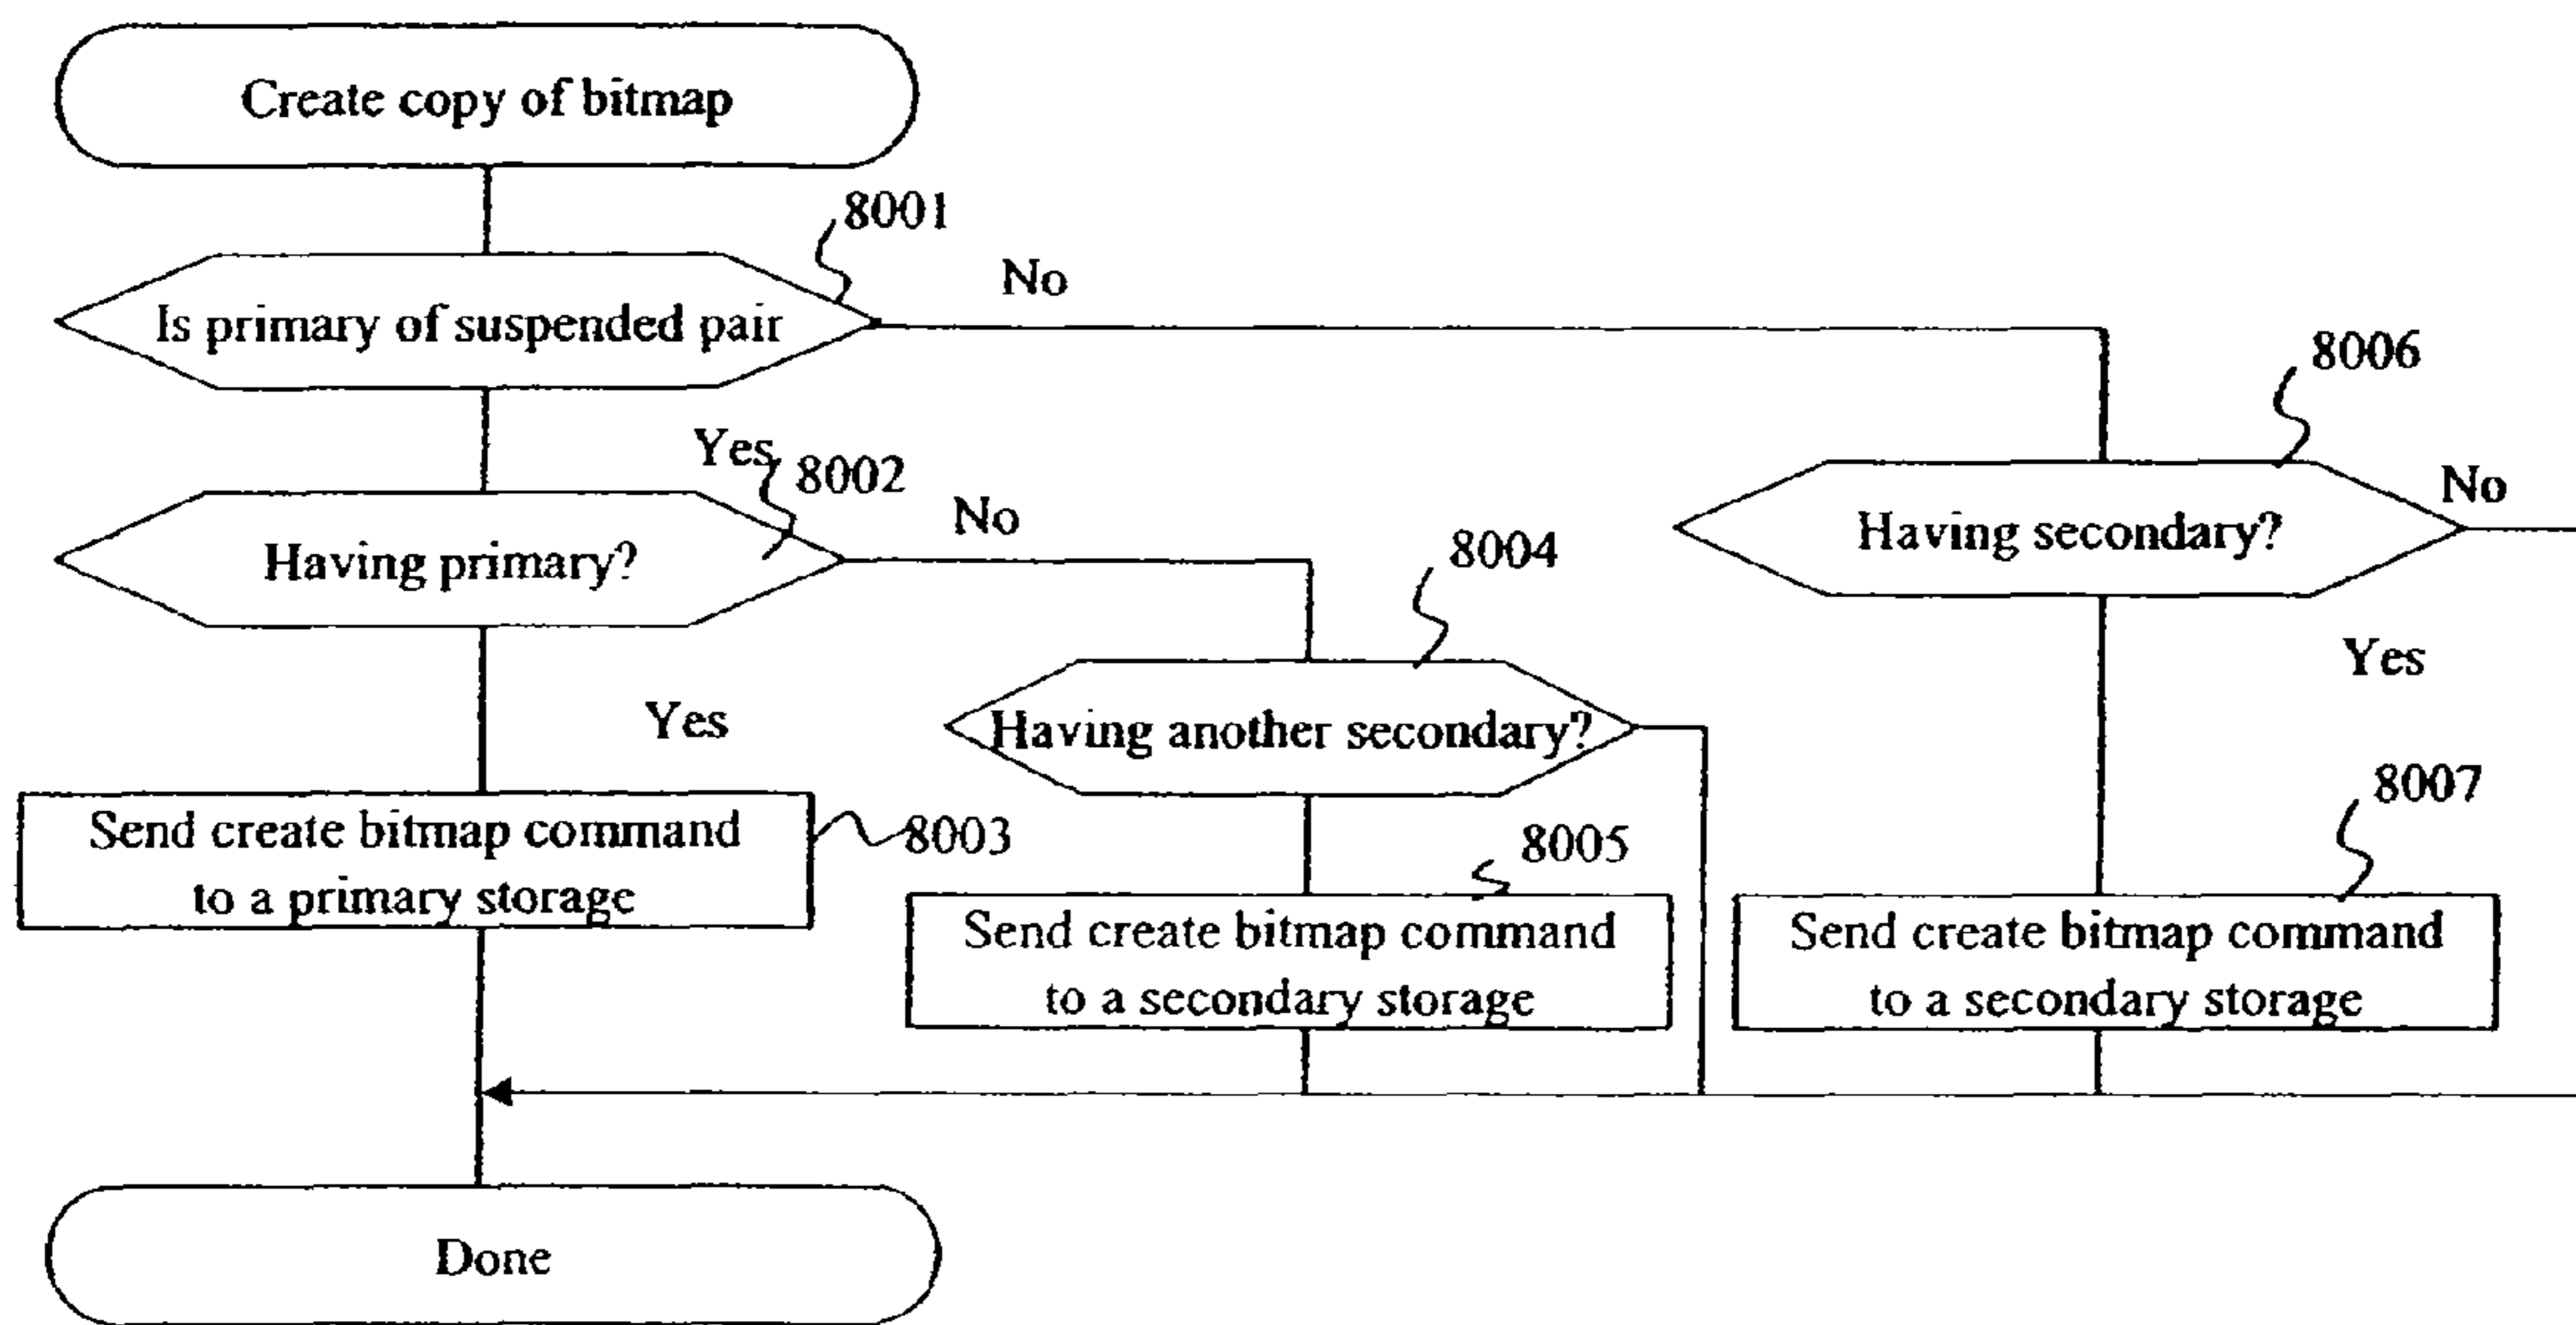 Create copy of bitmap
8001
No
Is primary of suspended pair
8006
Yes
8002
No
No
Having primary?
8004
Having secondary?
Yes
Yes
Having another secondary?
8007
Send create bitmap command
to a primary storage
8003
8005
Send create bitmap command
to a secondary storage
Send create bitmap command
to a secondary storage
Done